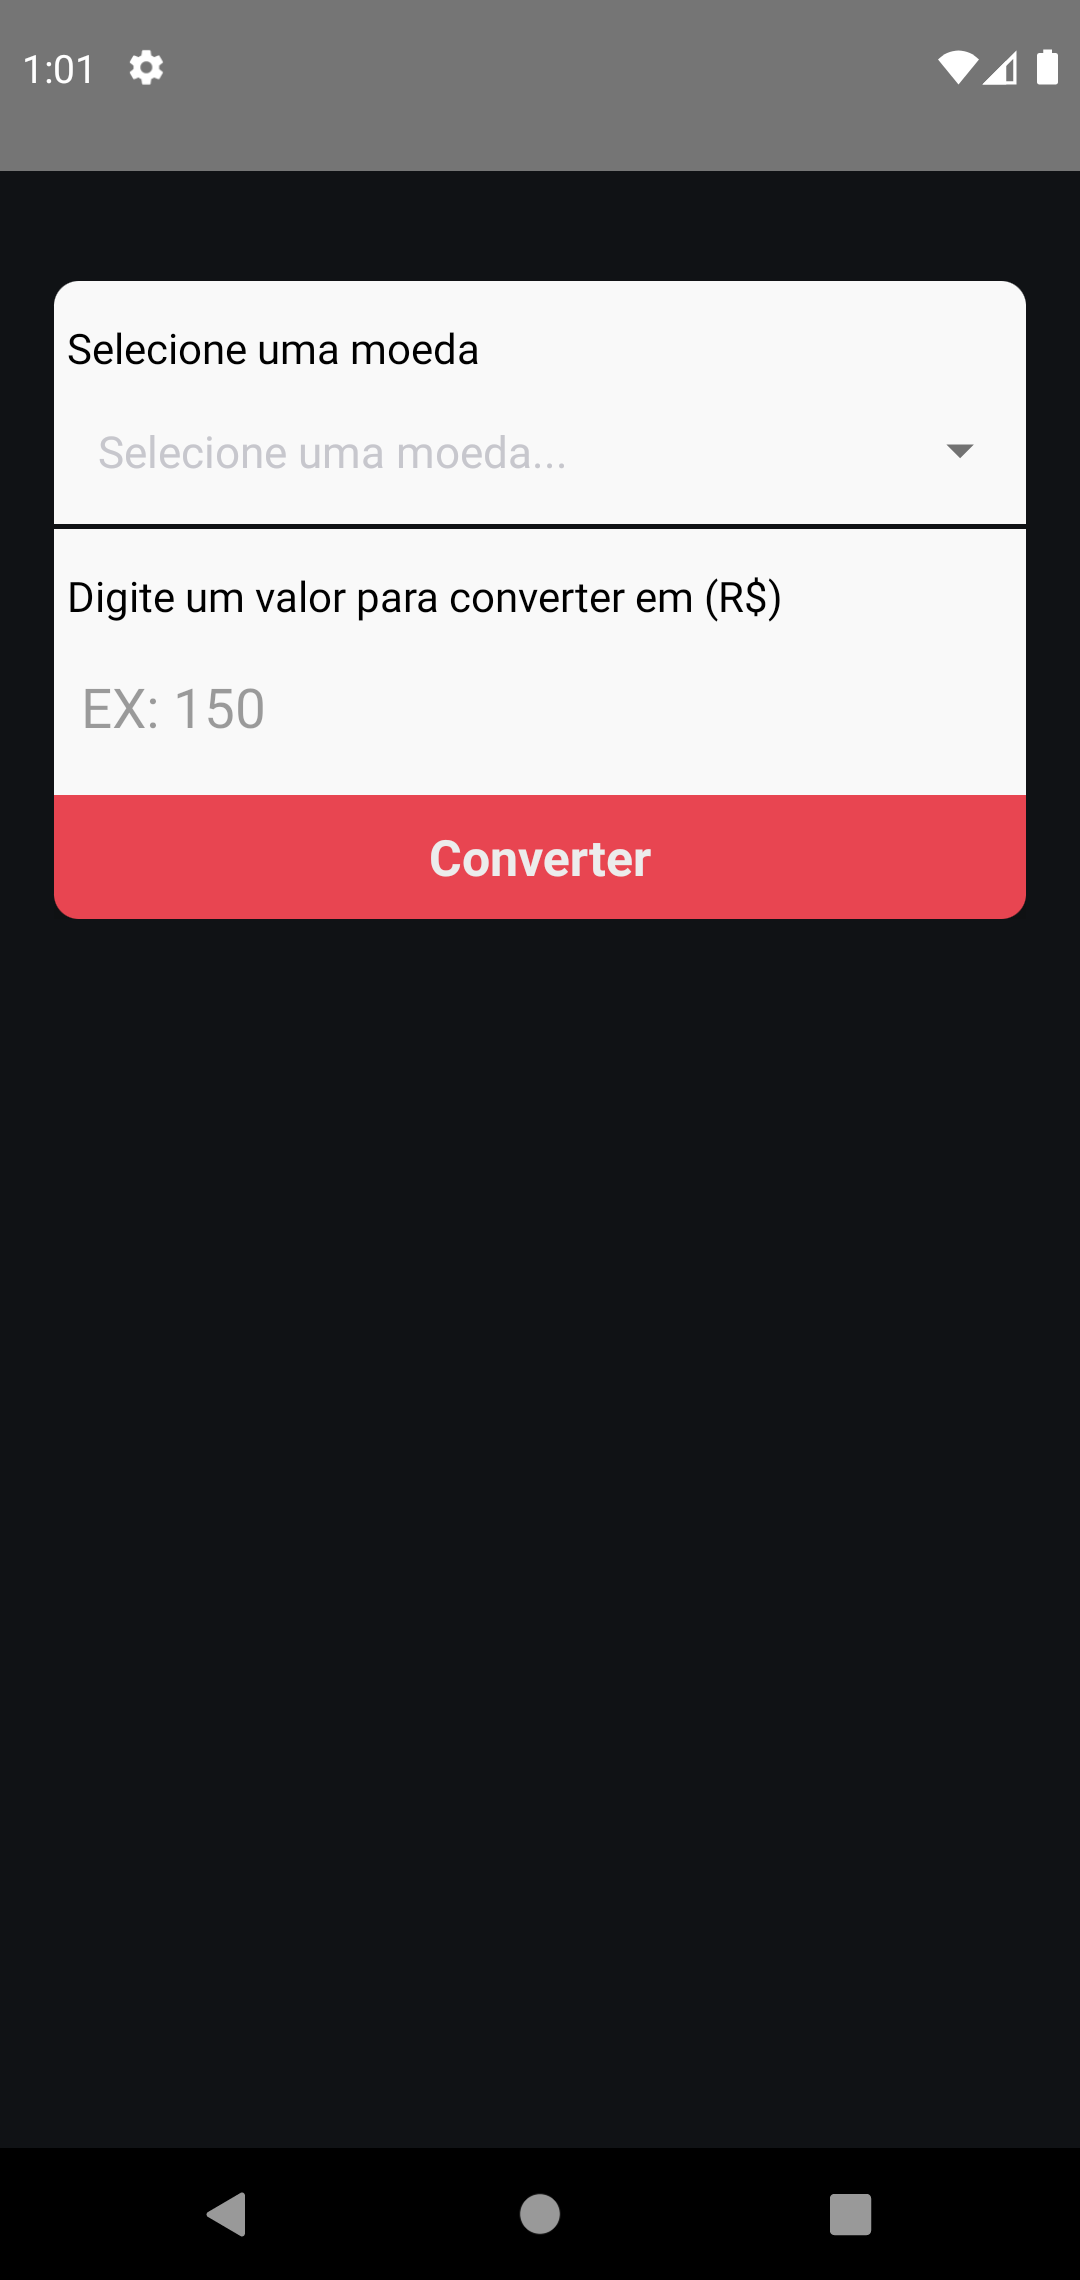 1:01
Selecione uma moeda
Selecione uma moeda...
Digite um valor para converter em (R$)
EX: 150
Converter